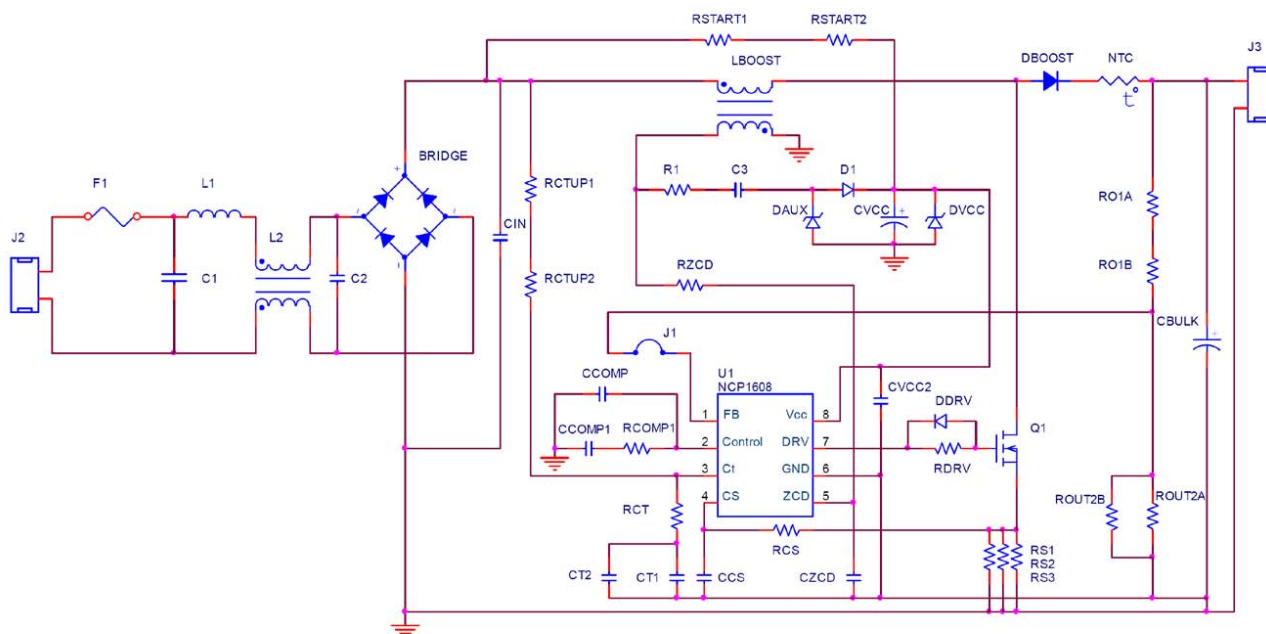 RSTART1
RSTART2
LBOOST
DBOOST
NTC
J3
t°
BRIDGE
+
F1
L1
RCTUP1
R1
C3
D1
RO1A
DAUX
CVCC
+
DVCC
J2
L2
CIN
C1
C2
RCTUP2
RZCD
RO1B
J1
CBULK
+
CCOMP
U1
NCP1608
CVCC2
DDRV
CCOMP1
RCOMP1
1
FB
Vcc
8
2
Control
DRV
7
RDRV
Q1
3
Ct
GND
6
4
CS
ZCD
5
ROUT2B
ROUT2A
RCT
RCS
RS1
RS2
RS3
CT2
CT1
CCS
CZCD